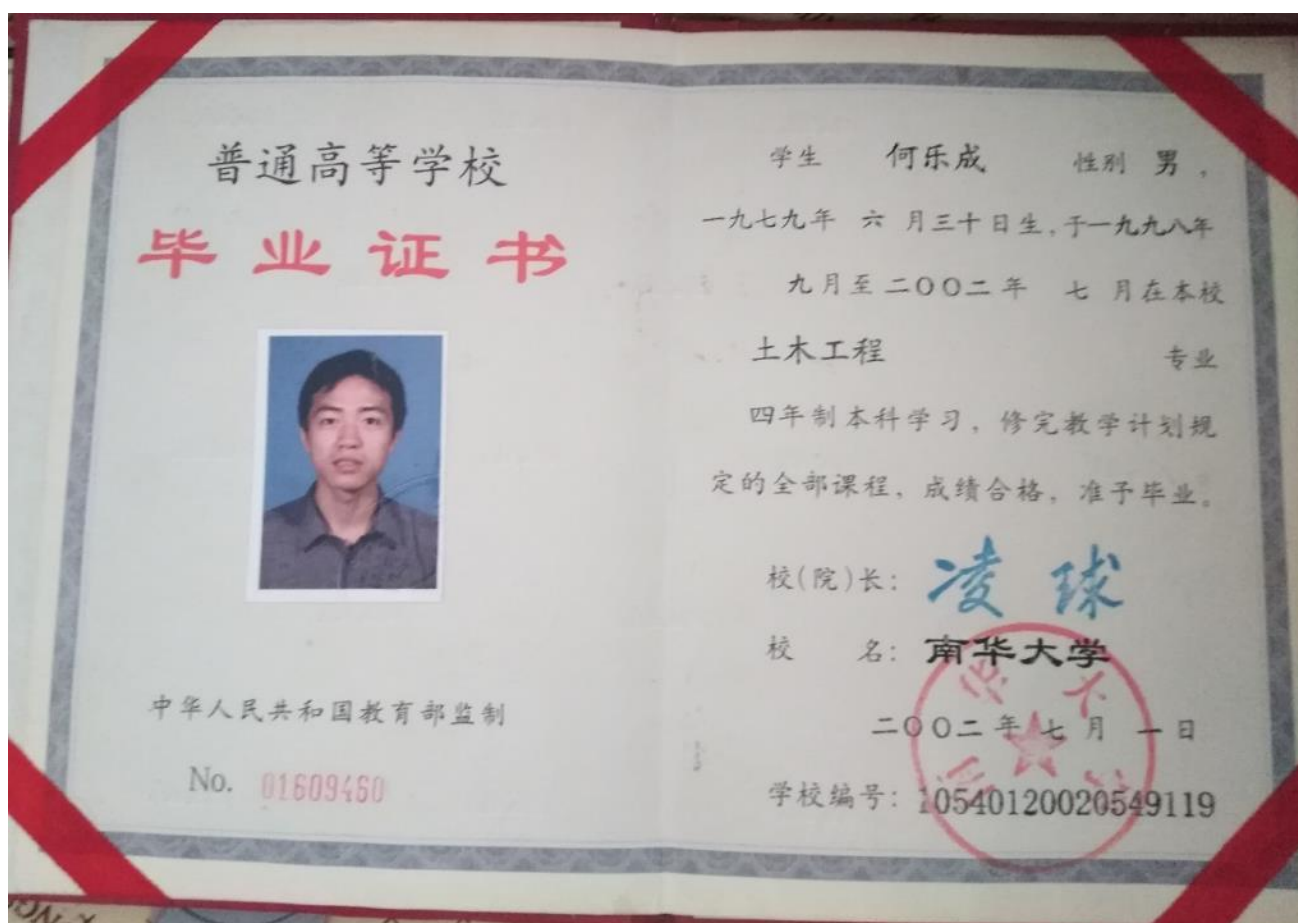 普通高等学校
毕业证书
中华人民共和国教育部监制
No. 01609460
学生 何乐成 性别 男，
一九七九年 六 月三十日生，于一九九八年
九月至二〇〇二年 七 月在本校
土木工程 专业
四年制本科学习，修完教学计划规
定的全部课程，成绩合格，准予毕业。
校(院)长：凌球
校 名：南华大学
二〇〇二年七月一日
学校编号：10540120020549119